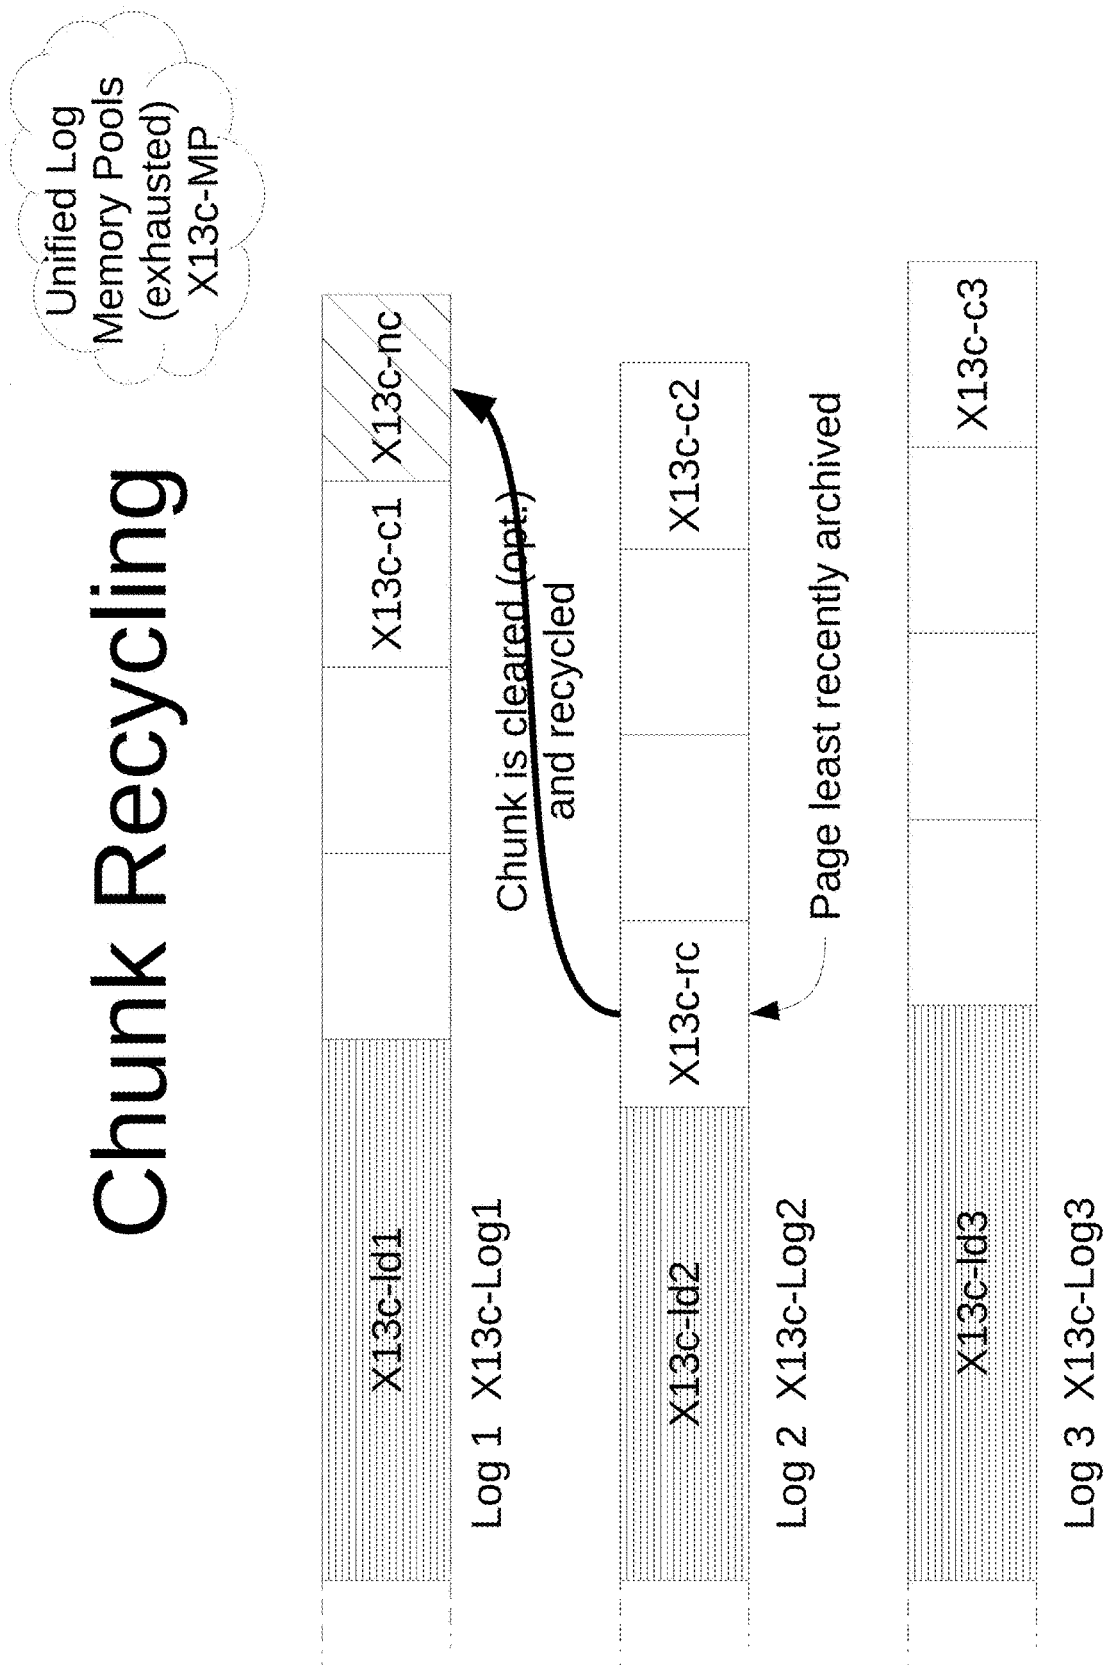 Chunk Recycling
Unified Log
Memory Pools
(exhausted)
X13c-MP
X13c-ld1
X13c-c1
X13c-nc
Log 1 X13c-Log1
Chunk is cleared (opt.)
and recycled
X13c-ld2
X13c-rc
X13c-c2
Log 2 X13c-Log2
Page least recently archived
X13c-ld3
X13c-c3
Log 3 X13c-Log3